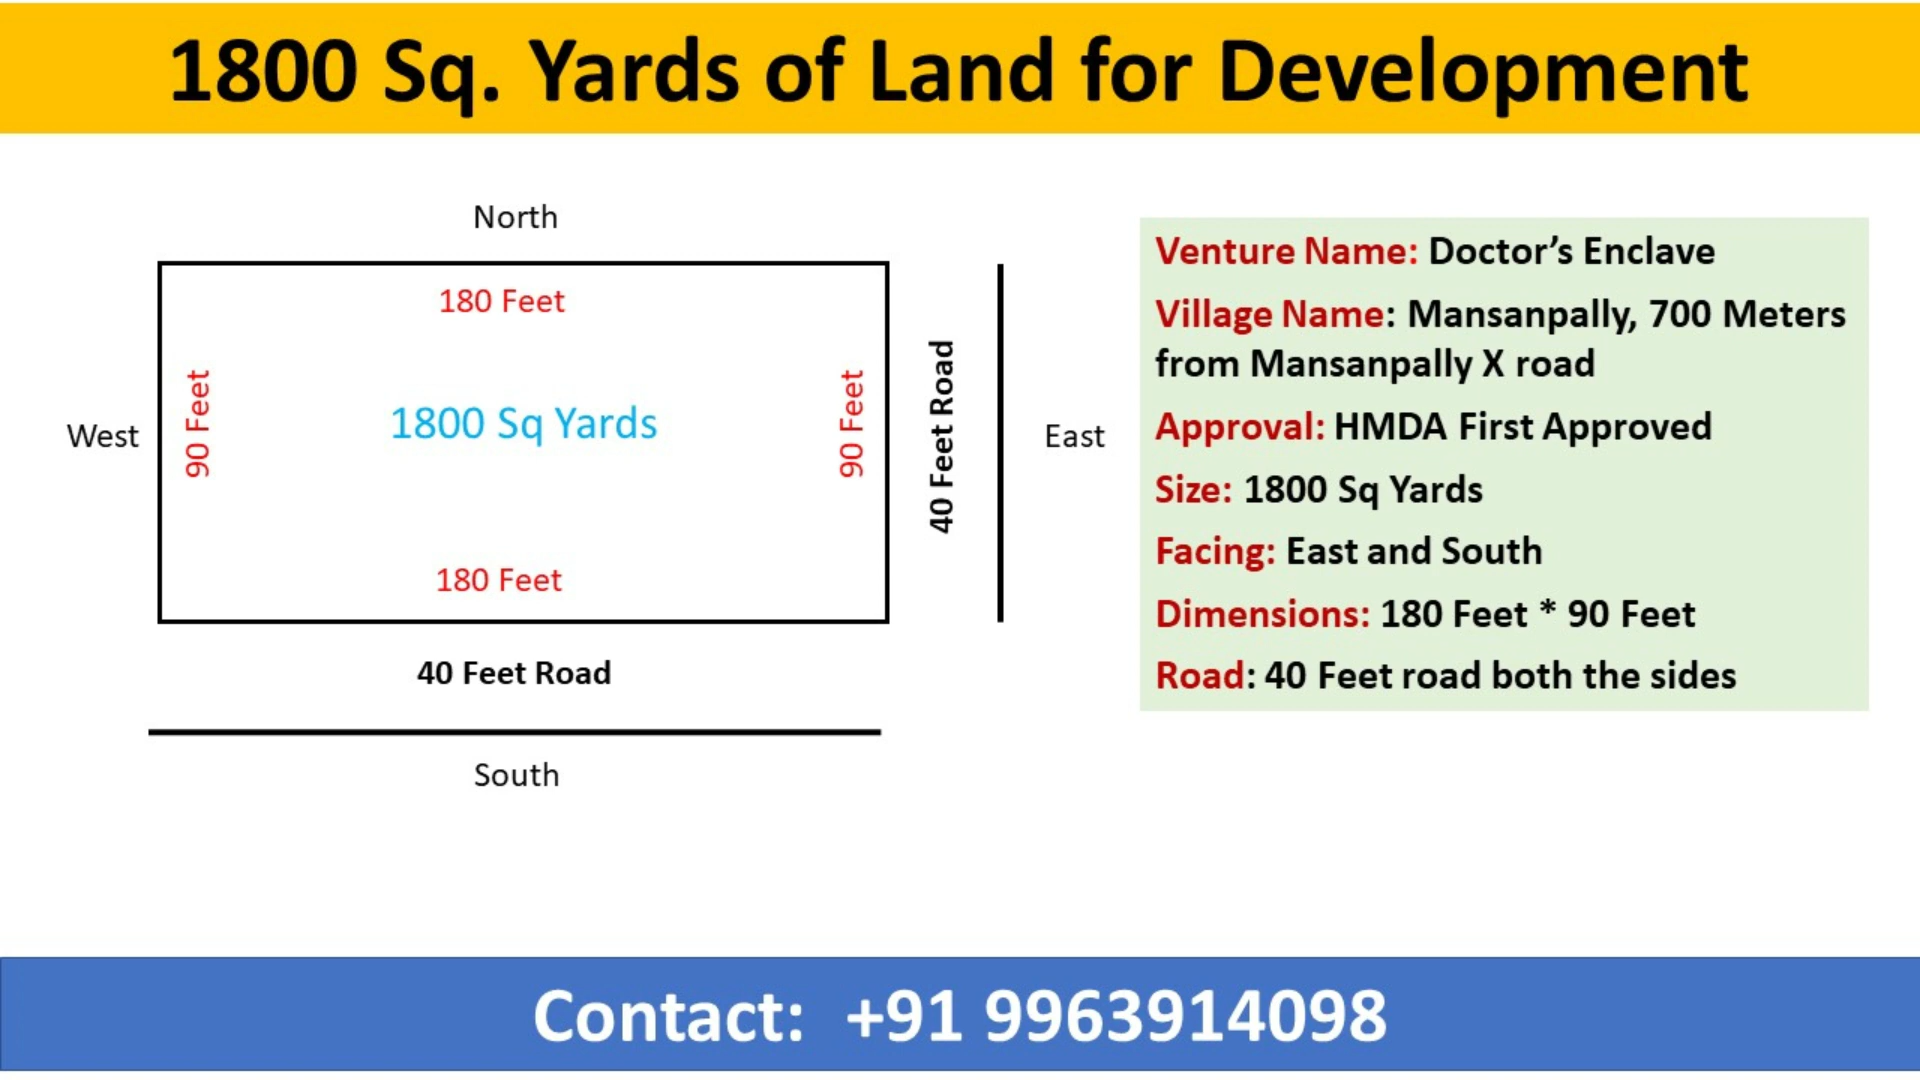 1800 Sq. Yards of Land for Development
North
180 Feet
West
90 Feet
1800 Sq Yards
90 Feet
40 Feet Road
East
180 Feet
40 Feet Road
South
Venture Name: Doctor’s Enclave
Village Name: Mansanpally, 700 Meters
from Mansanpally X road
Approval: HMDA First Approved
Size: 1800 Sq Yards
Facing: East and South
Dimensions: 180 Feet * 90 Feet
Road: 40 Feet road both the sides
Contact: +91 9963914098